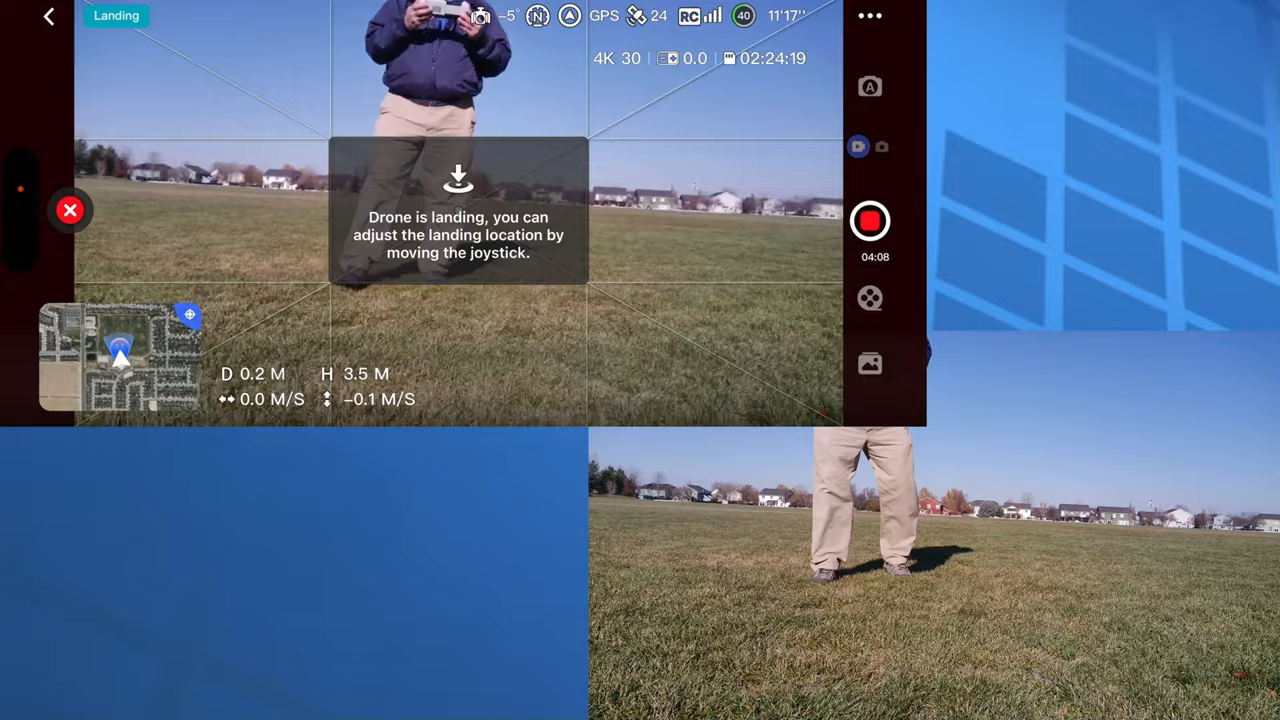 Landing
-5° N GPS 24 RC 40 11'17''
4K 30 0.0 02:24:19
A
Drone is landing, you can
adjust the landing location by
moving the joystick.
04:08
D 0.2 M H 3.5 M
0.0 M/S -0.1 M/S